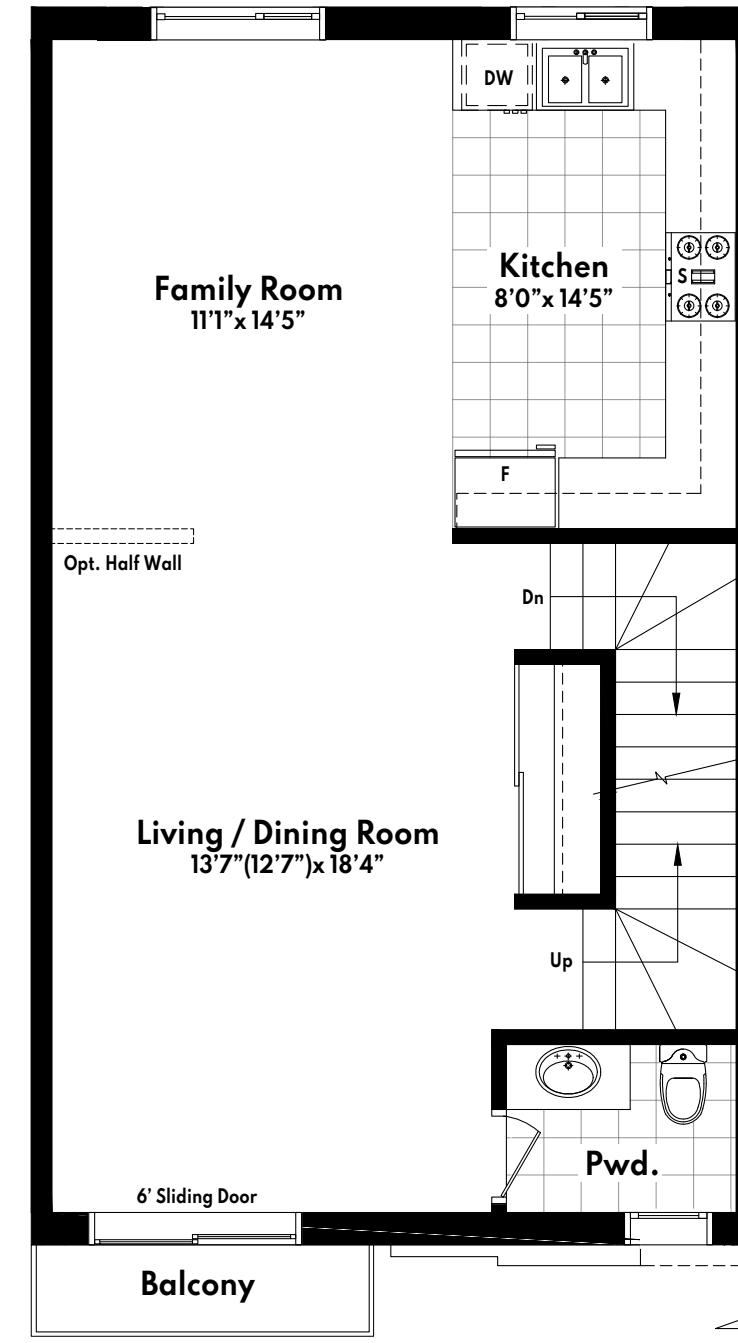 DW
Kitchen
8’0”x 14’5”
S
Family Room
11’1”x 14’5”
F
Opt. Half Wall
Dn
Living / Dining Room
13’7”(12’7”)x 18’4”
Up
Pwd.
6’ Sliding Door
Balcony